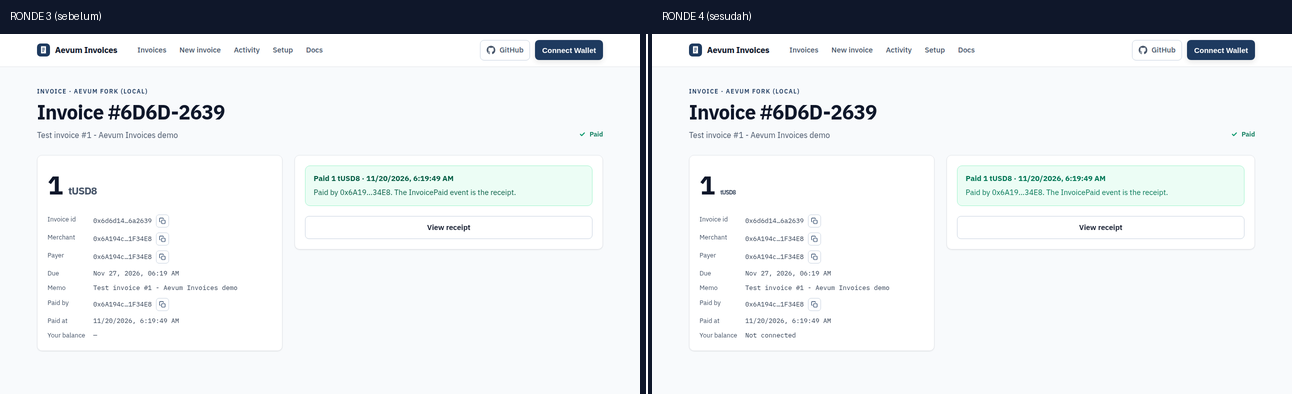 RONDE 3 (sebelum)
Aevum Invoices Invoices New invoice Activity Setup Docs GitHub Connect Wallet
INVOICE · AEVUM FORK (LOCAL)
Invoice #6D6D-2639
Test invoice #1 - Aevum Invoices demo
Paid
1 tUSD8
Invoice id 0x6d6d14…6a2639
Merchant 0x6A194c…1F34E8
Payer 0x6A194c…1F34E8
Due Nov 27, 2026, 06:19 AM
Memo Test invoice #1 - Aevum Invoices demo
Paid by 0x6A194c…1F34E8
Paid at 11/20/2026, 6:19:49 AM
Your balance —
Paid 1 tUSD8 · 11/20/2026, 6:19:49 AM
Paid by 0x6A19...34E8. The InvoicePaid event is the receipt.
View receipt
RONDE 4 (sesudah)
Aevum Invoices Invoices New invoice Activity Setup Docs GitHub Connect Wallet
INVOICE · AEVUM FORK (LOCAL)
Invoice #6D6D-2639
Test invoice #1 - Aevum Invoices demo
Paid
1 tUSD8
Invoice id 0x6d6d14…6a2639
Merchant 0x6A194c…1F34E8
Payer 0x6A194c…1F34E8
Due Nov 27, 2026, 06:19 AM
Memo Test invoice #1 - Aevum Invoices demo
Paid by 0x6A194c…1F34E8
Paid at 11/20/2026, 6:19:49 AM
Your balance Not connected
Paid 1 tUSD8 · 11/20/2026, 6:19:49 AM
Paid by 0x6A19...34E8. The InvoicePaid event is the receipt.
View receipt